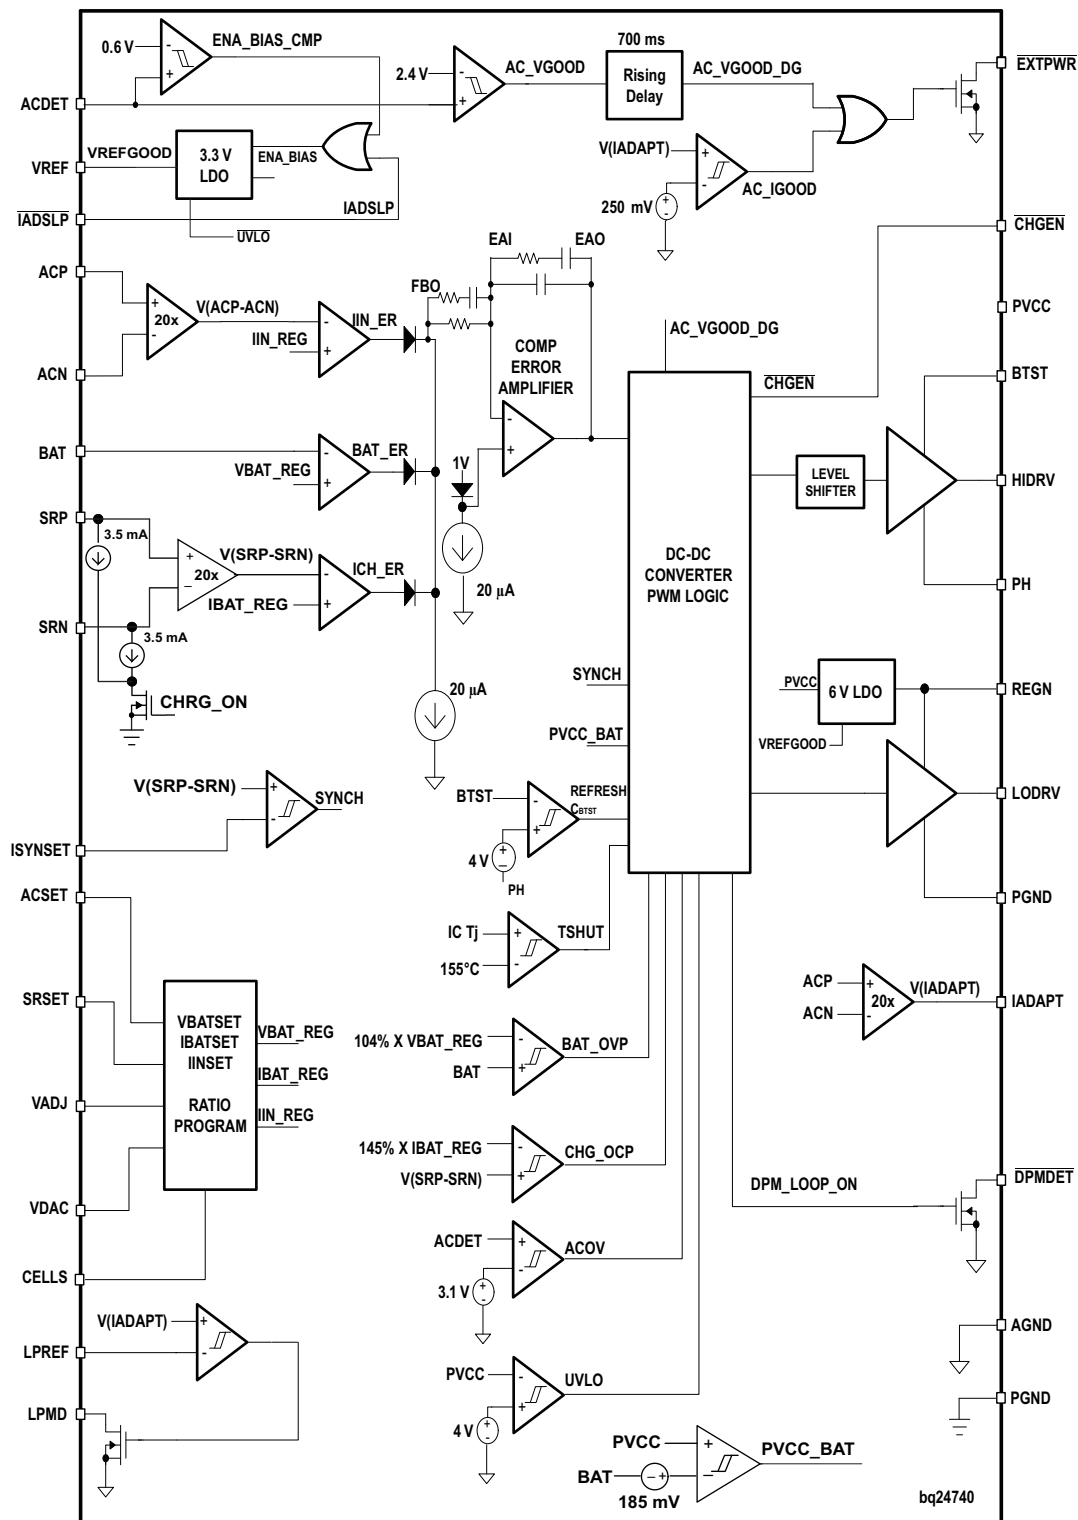 0.6 V
ENA_BIAS_CMP
ACDET
2.4 V
AC_VGOOD
700 ms
Rising
Delay
AC_VGOOD_DG
EXTPWR
VREF
VREFGOOD
3.3 V
LDO
ENA_BIAS
IADSLP
IADSLP
UVLO
V(IADAPT)
250 mV
AC_IGOOD
CHGEN
ACP
ACN
20x
V(ACP-ACN)
IIN_REG
IIN_ER
FBO
EAI
EAO
COMP
ERROR
AMPLIFIER
AC_VGOOD_DG
CHGEN
PVCC
BTST
BAT
VBAT_REG
BAT_ER
1V
20 μA
LEVEL
SHIFTER
HIDRV
PH
SRP
3.5 mA
20x
V(SRP-SRN)
IBAT_REG
ICH_ER
SRN
3.5 mA
CHRG_ON
20 μA
DC-DC
CONVERTER
PWM LOGIC
SYNCH
PVCC_BAT
PVCC
6 V LDO
VREFGOOD
REGN
LODRV
PGND
V(SRP-SRN)
SYNCH
ISYNSET
BTST
REFRESH
CBTST
4 V
PH
IC Tj
155°C
TSHUT
ACSET
SRSET
VADJ
VDAC
CELLS
VBATSET
IBATSET
IINSET
RATIO
PROGRAM
VBAT_REG
IBAT_REG
IIN_REG
ACP
ACN
20x
V(IADAPT)
IADAPT
104% X VBAT_REG
BAT
BAT_OVP
145% X IBAT_REG
V(SRP-SRN)
CHG_OCP
DPM_LOOP_ON
DPMDET
ACDET
3.1 V
ACOV
V(IADAPT)
LPREF
LPMD
PVCC
4 V
UVLO
AGND
PGND
PVCC
BAT
185 mV
PVCC_BAT
bq24740